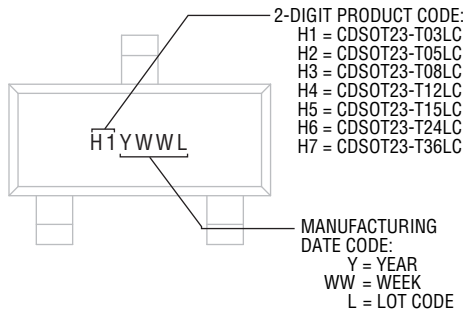 2-DIGIT PRODUCT CODE:
H1 = CDSOT23-T03LC
H2 = CDSOT23-T05LC
H3 = CDSOT23-T08LC
H4 = CDSOT23-T12LC
H5 = CDSOT23-T15LC
H6 = CDSOT23-T24LC
H7 = CDSOT23-T36LC
H1YWWL
MANUFACTURING
DATE CODE:
Y = YEAR
WW = WEEK
L = LOT CODE